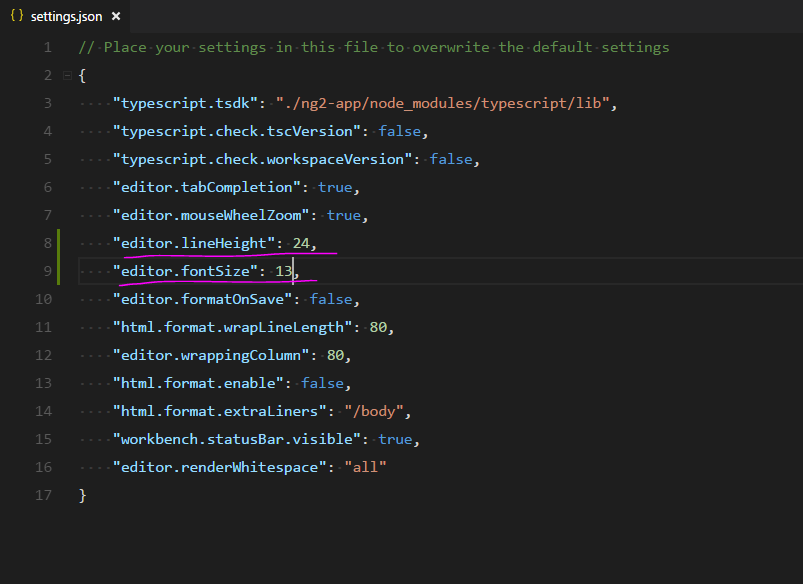 { } settings.json ×
1 // Place your settings in this file to overwrite the default settings
2 {
3     "typescript.tsdk": "./ng2-app/node_modules/typescript/lib",
4     "typescript.check.tscVersion": false,
5     "typescript.check.workspaceVersion": false,
6     "editor.tabCompletion": true,
7     "editor.mouseWheelZoom": true,
8     "editor.lineHeight": 24,
9     "editor.fontSize": 13,
10     "editor.formatOnSave": false,
11     "html.format.wrapLineLength": 80,
12     "editor.wrappingColumn": 80,
13     "html.format.enable": false,
14     "html.format.extraLiners": "/body",
15     "workbench.statusBar.visible": true,
16     "editor.renderWhitespace": "all"
17 }